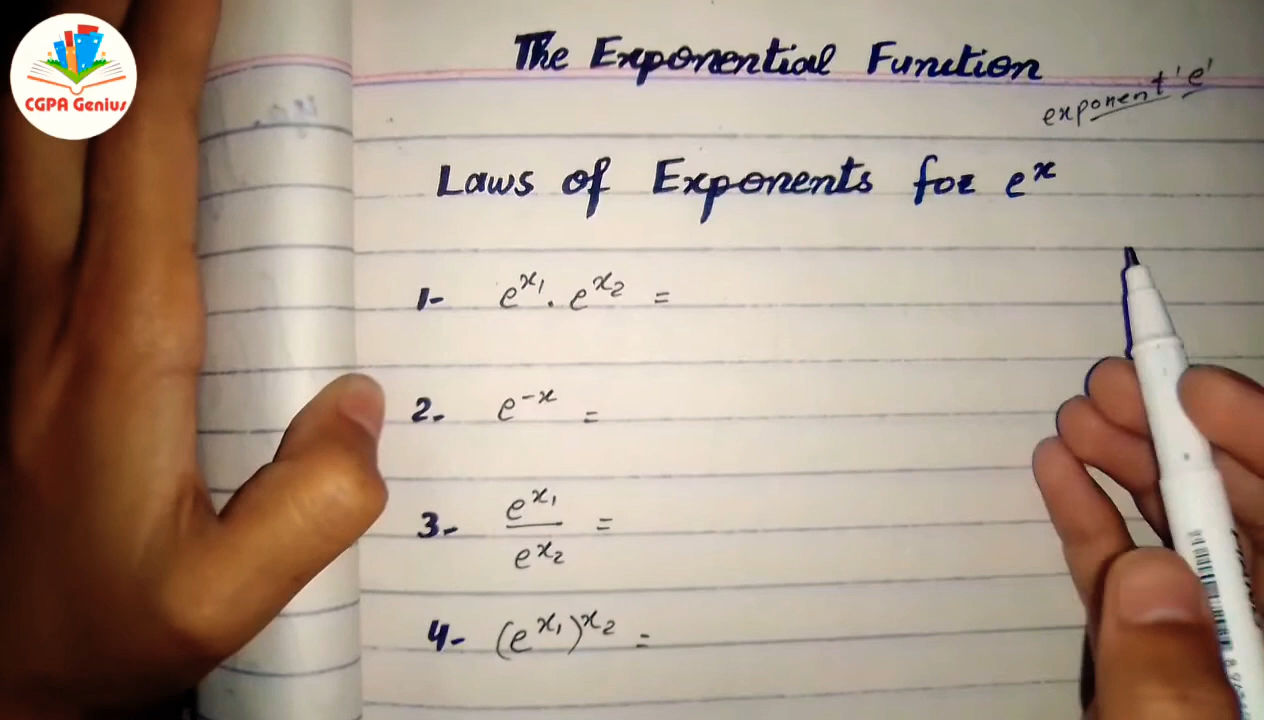 CGPA Genius
The Exponential Function
exponent 'e'
Laws of Exponents for eˣ
1- e^x₁ . e^x₂ =
2- e^-x =
3- e^x₁ / e^x₂ =
4- (e^x₁)^x₂ =